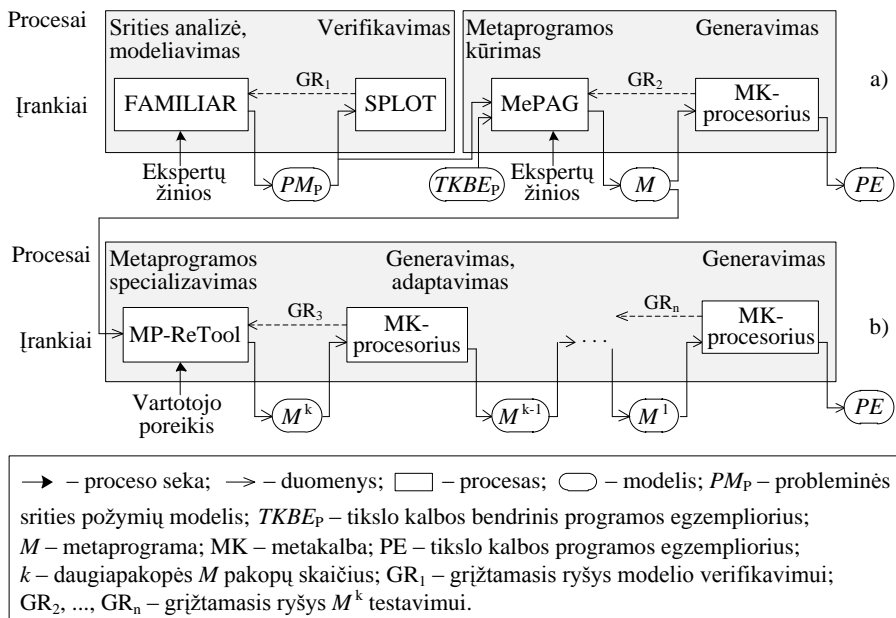 Procesai
Srities analizė, modeliavimas
Verifikavimas
Metaprogramos kūrimas
Generavimas
GR₁
GR₂
a)
Įrankiai
FAMILIAR
SPLOT
MePAG
MK-procesorius
Ekspertų žinios
PM_P
TKBE_P
Ekspertų žinios
M
PE
Procesai
Metaprogramos specializavimas
Generavimas, adaptavimas
Generavimas
GR₃
GRₙ
Įrankiai
MP-ReTool
MK-procesorius
. . .
MK-procesorius
b)
Vartotojo poreikis
Mᵏ
Mᵏ⁻¹
M¹
PE
– proceso seka; – duomenys; – procesas; – modelis; PM_P – probleminės
srities požymių modelis; TKBE_P – tikslo kalbos bendrinis programos egzempliorius;
M – metaprograma; MK – metakalba; PE – tikslo kalbos programos egzempliorius;
k – daugiapakopės M pakopų skaičius; GR₁ – grįžtamasis ryšys modelio verifikavimui;
GR₂, ..., GRₙ – grįžtamasis ryšys Mᵏ testavimui.